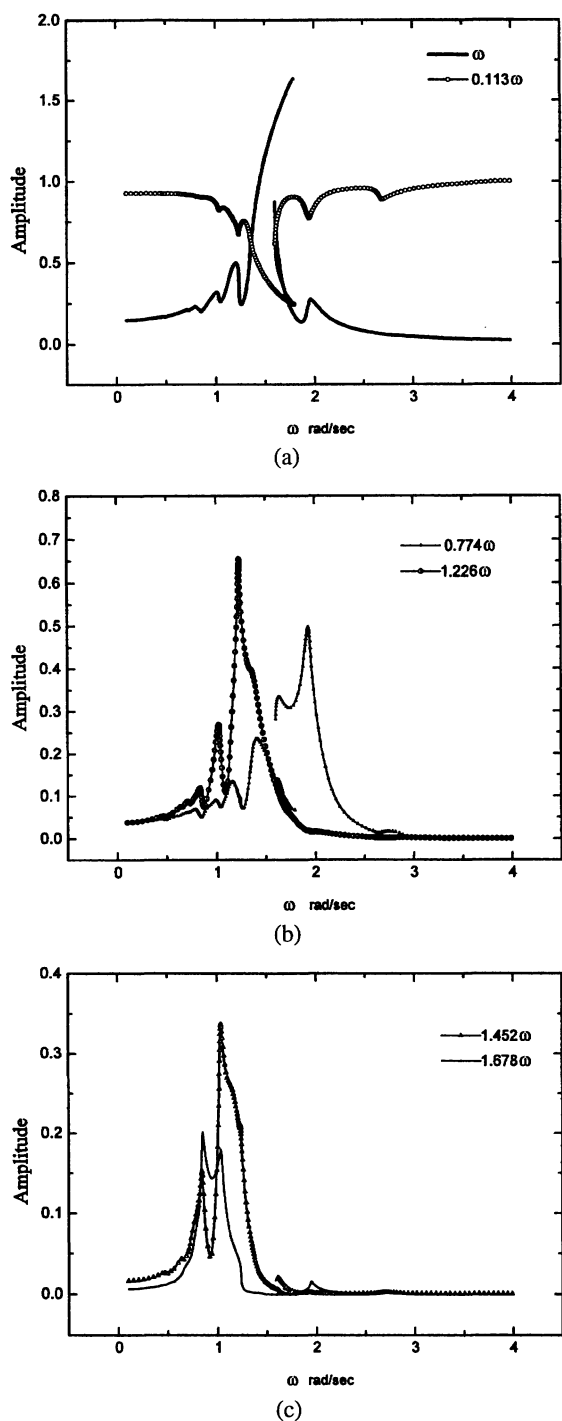 2.0
1.5
1.0
0.5
0.0
Amplitude
ω
0.113ω
0 1 2 3 4
ω rad/sec
(a)
0.8
0.7
0.6
0.5
0.4
0.3
0.2
0.1
0.0
Amplitude
0.774ω
1.226ω
0 1 2 3 4
ω rad/sec
(b)
0.4
0.3
0.2
0.1
0.0
Amplitude
1.452ω
1.678ω
0 1 2 3 4
ω rad/sec
(c)